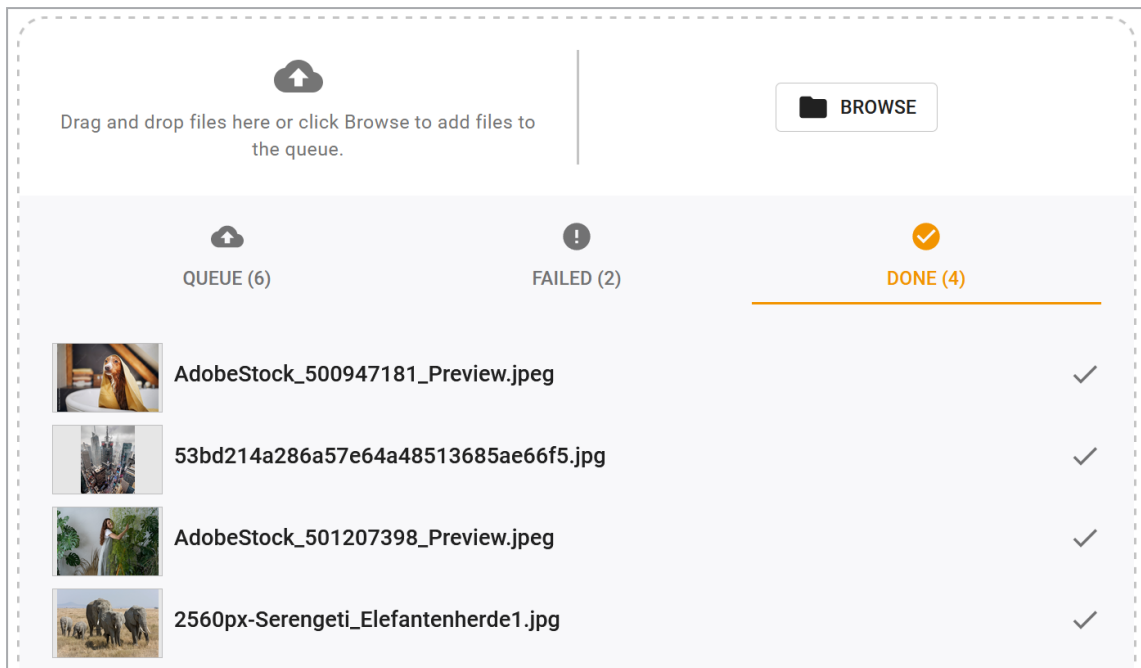 Drag and drop files here or click Browse to add files to
the queue.
BROWSE
QUEUE (6)
FAILED (2)
DONE (4)
AdobeStock_500947181_Preview.jpeg
53bd214a286a57e64a48513685ae66f5.jpg
AdobeStock_501207398_Preview.jpeg
2560px-Serengeti_Elefantenherde1.jpg